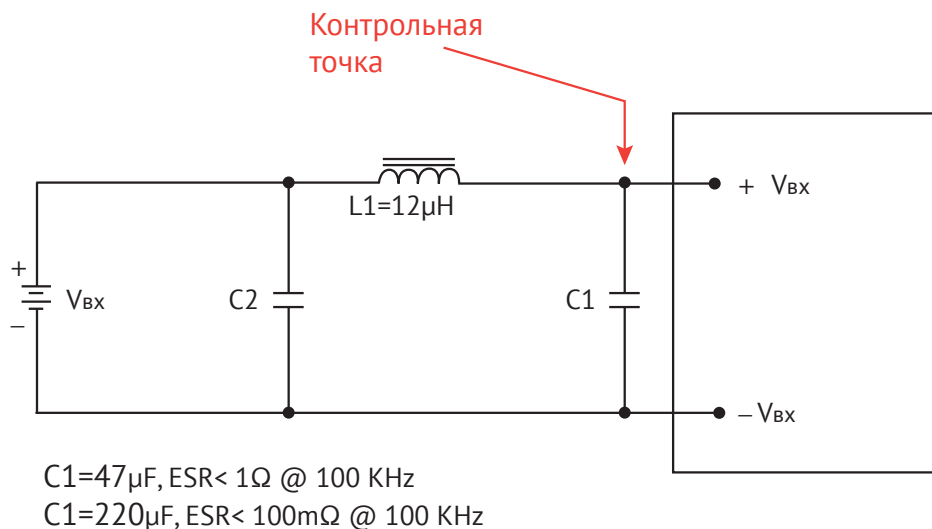 Контрольная
точка
+ Vвх
L1=12µH
+
Vвх
–
C2
C1
– Vвх
C1=47µF, ESR< 1Ω @ 100 KHz
C1=220µF, ESR< 100mΩ @ 100 KHz